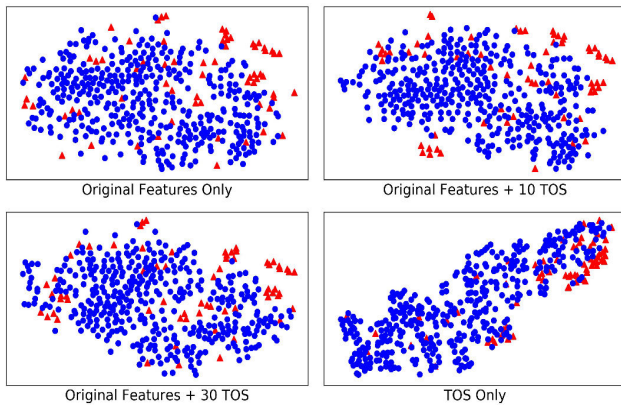 Original Features Only
Original Features + 10 TOS
Original Features + 30 TOS
TOS Only